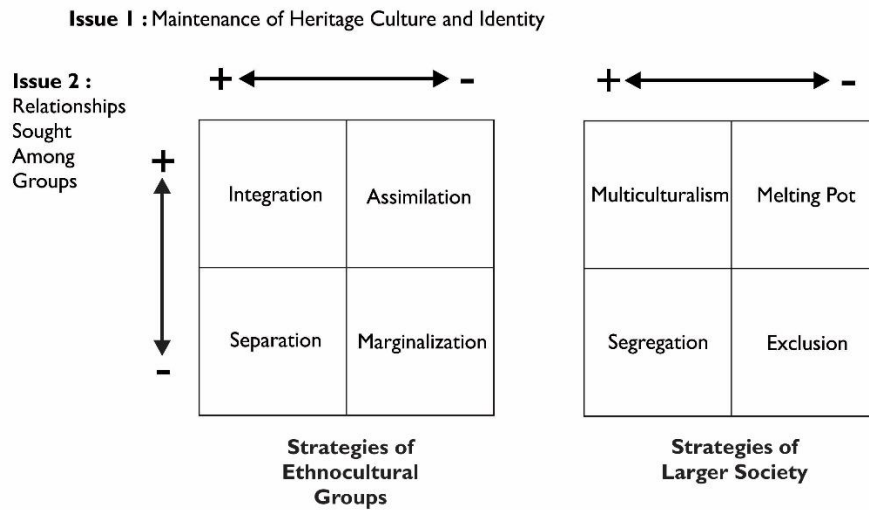 Issue 1 : Maintenance of Heritage Culture and Identity
Issue 2 :
Relationships
Sought
Among
Groups
+ -
+ -
+
-
Integration Assimilation
Separation Marginalization
Strategies of
Ethnocultural
Groups
Multiculturalism Melting Pot
Segregation Exclusion
Strategies of
Larger Society